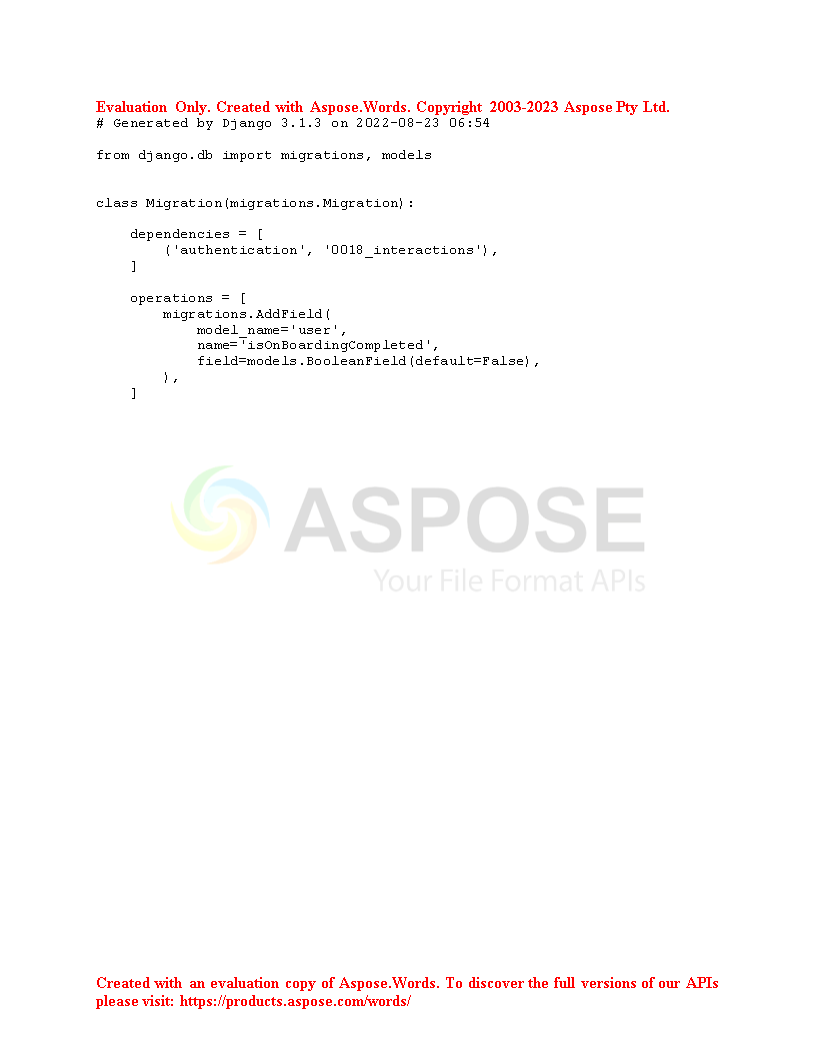 Evaluation Only. Created with Aspose.Words. Copyright 2003-2023 Aspose Pty Ltd.
# Generated by Django 3.1.3 on 2022-08-23 06:54

from django.db import migrations, models


class Migration(migrations.Migration):

    dependencies = [
        ('authentication', '0018_interactions'),
    ]

    operations = [
        migrations.AddField(
            model_name='user',
            name='isOnBoardingCompleted',
            field=models.BooleanField(default=False),
        ),
    ]
ASPOSE
Your File Format APIs
Created with an evaluation copy of Aspose.Words. To discover the full versions of our APIs
please visit: https://products.aspose.com/words/